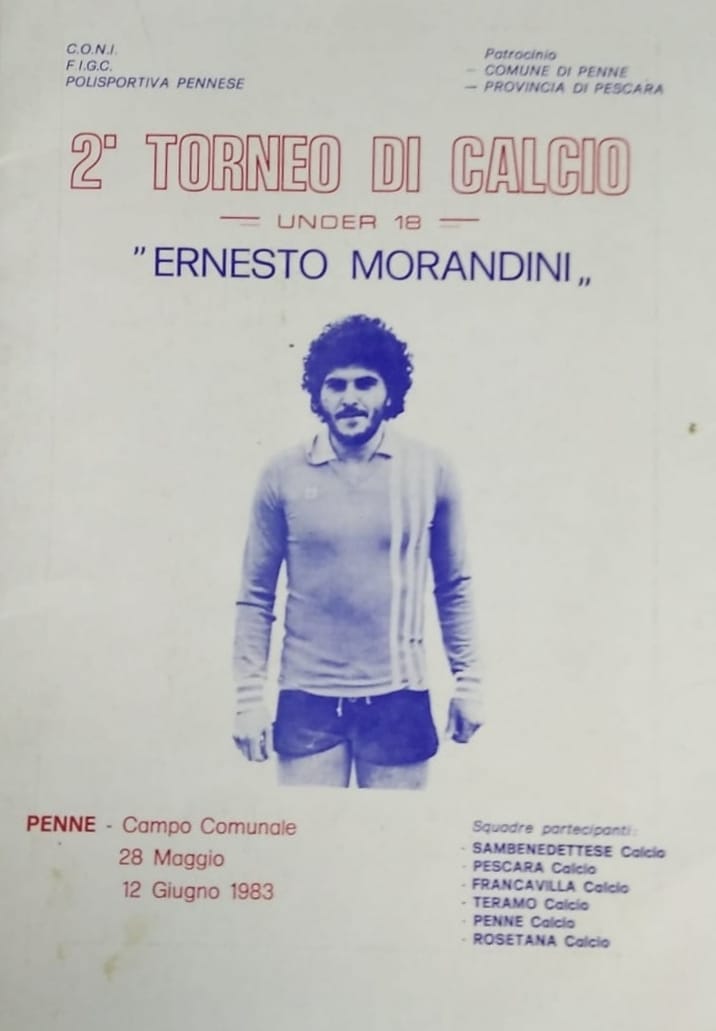 C.O.N.I.
F.I.G.C.
POLISPORTIVA PENNESE
Patrocinio
- COMUNE DI PENNE
- PROVINCIA DI PESCARA
2° TORNEO DI CALCIO
UNDER 18
"ERNESTO MORANDINI„
PENNE - Campo Comunale
28 Maggio
12 Giugno 1983
Squadre partecipanti:
- SAMBENEDETTESE Calcio
- PESCARA Calcio
- FRANCAVILLA Calcio
- TERAMO Calcio
- PENNE Calcio
- ROSETANA Calcio